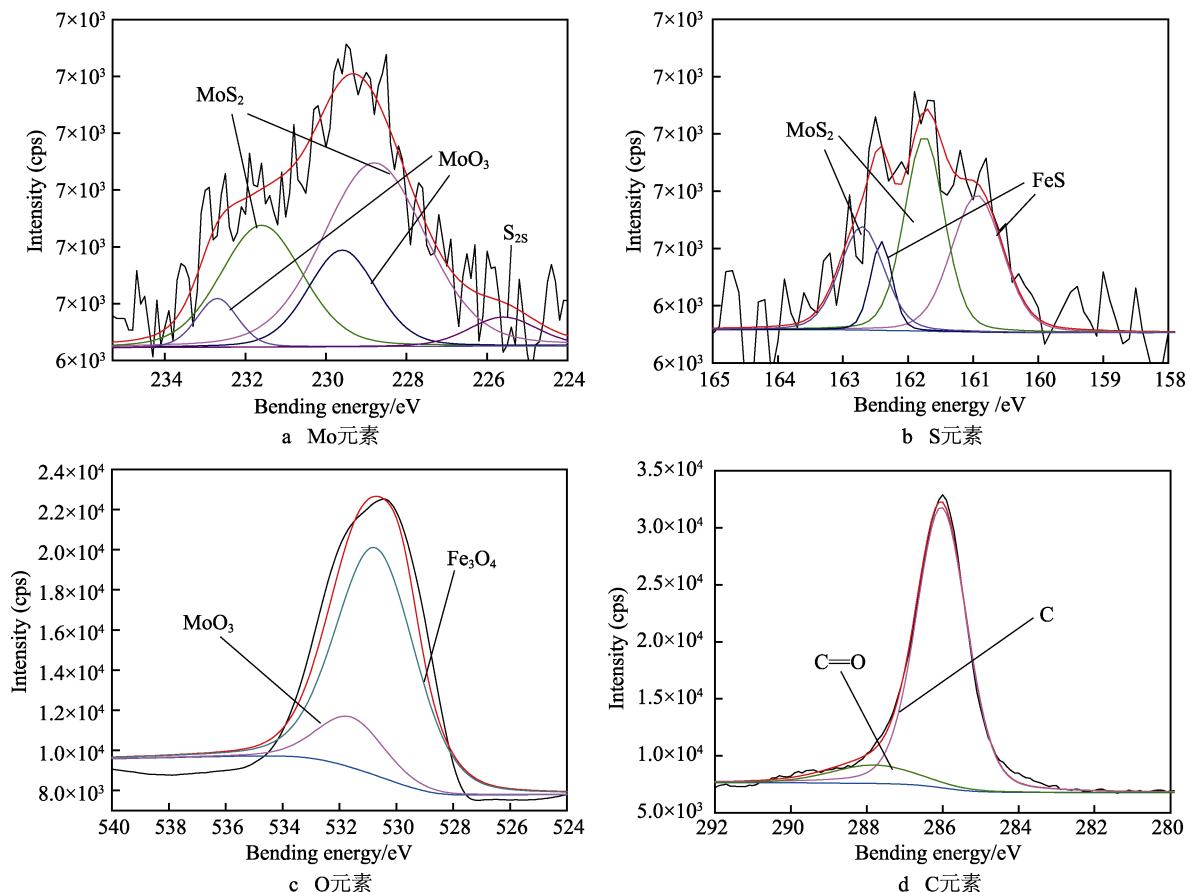 7×10³
7×10³
7×10³
7×10³
7×10³
7×10³
6×10³
Intensity (cps)
MoS₂
MoO₃
S₂S
234 232 231 230 229 228 226 224
Bending energy/eV
a Mo元素
7×10³
7×10³
7×10³
7×10³
7×10³
6×10³
6×10³
Intensity (cps)
MoS₂
FeS
165 164 163 162 161 160 159 158
Bending energy /eV
b S元素
2.4×10⁴
2.2×10⁴
2.0×10⁴
1.8×10⁴
1.6×10⁴
1.4×10⁴
1.2×10⁴
1.0×10⁴
8.0×10³
Intensity (cps)
Fe₃O₄
MoO₃
540 538 536 534 532 530 528 526 524
Bending energy/eV
c O元素
3.5×10⁴
3.0×10⁴
2.5×10⁴
2.0×10⁴
1.5×10⁴
1.0×10⁴
5.0×10³
Intensity (cps)
C
C=O
292 290 288 286 284 282 280
Bending energy/eV
d C元素